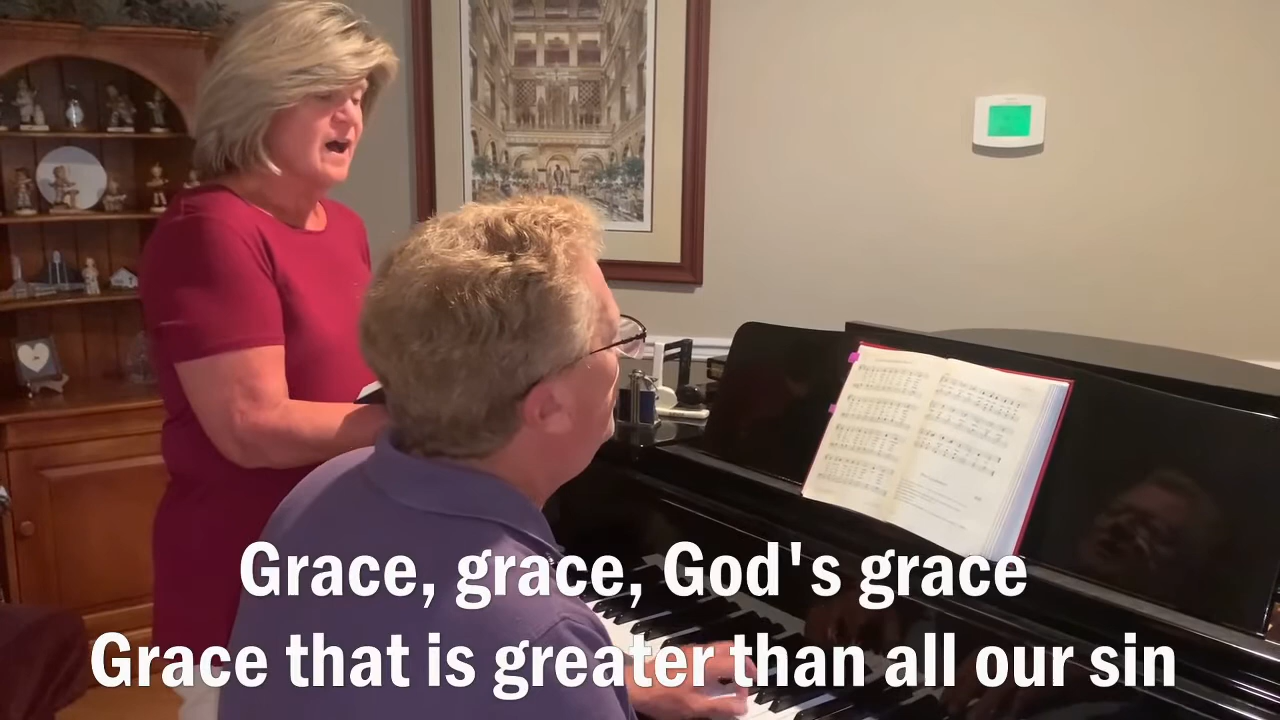 Grace, grace, God's grace
Grace that is greater than all our sin